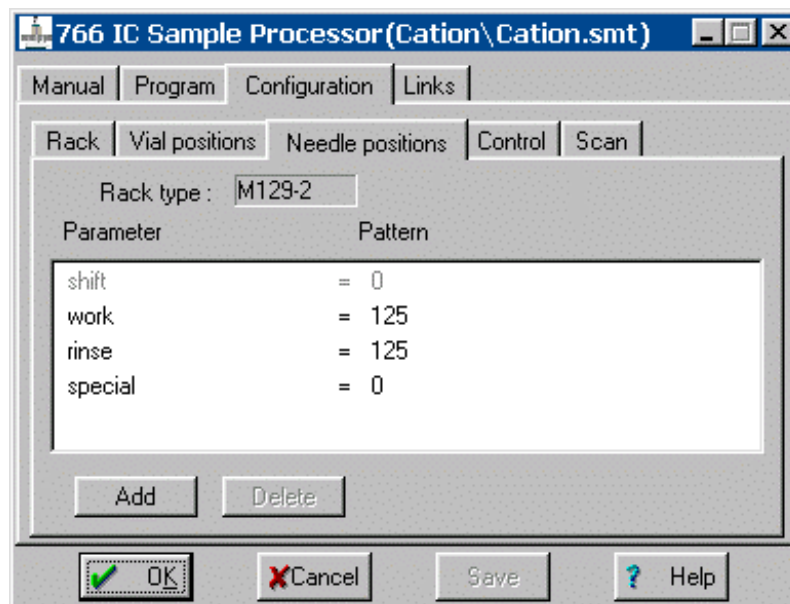 766 IC Sample Processor(Cation\Cation.smt)
Manual Program Configuration Links
Rack Vial positions Needle positions Control Scan
Rack type : M129-2
Parameter Pattern
shift = 0
work = 125
rinse = 125
special = 0
Add Delete
OK Cancel Save ? Help